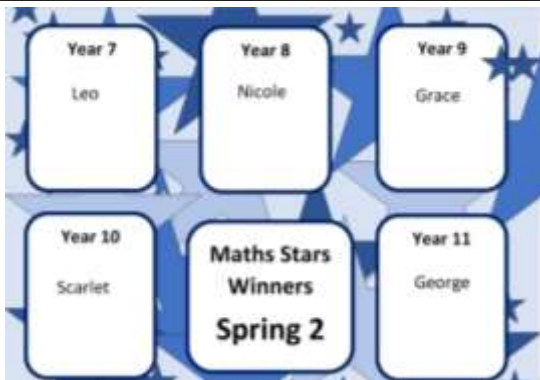 Year 7
Leo
Year 8
Nicole
Year 9
Grace
Year 10
Scarlet
Maths Stars
Winners
Spring 2
Year 11
George